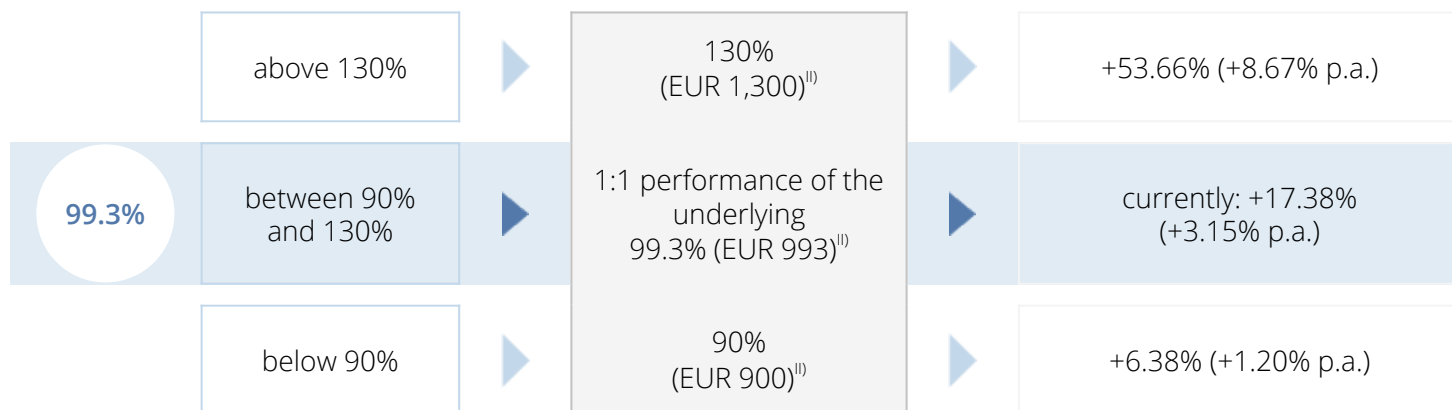 above 130%
130%
(EUR 1,300)II)
+53.66% (+8.67% p.a.)
99.3%
between 90%
and 130%
1:1 performance of the
underlying
99.3% (EUR 993)II)
currently: +17.38%
(+3.15% p.a.)
below 90%
90%
(EUR 900)II)
+6.38% (+1.20% p.a.)